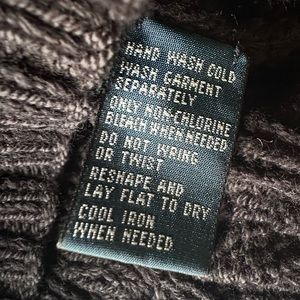 HAND WASH COLD
WASH GARMENT
SEPARATELY
ONLY NON-CHLORINE
BLEACH WHEN NEEDED
DO NOT WRING
OR TWIST
RESHAPE AND
LAY FLAT TO DRY
COOL IRON
WHEN NEEDED